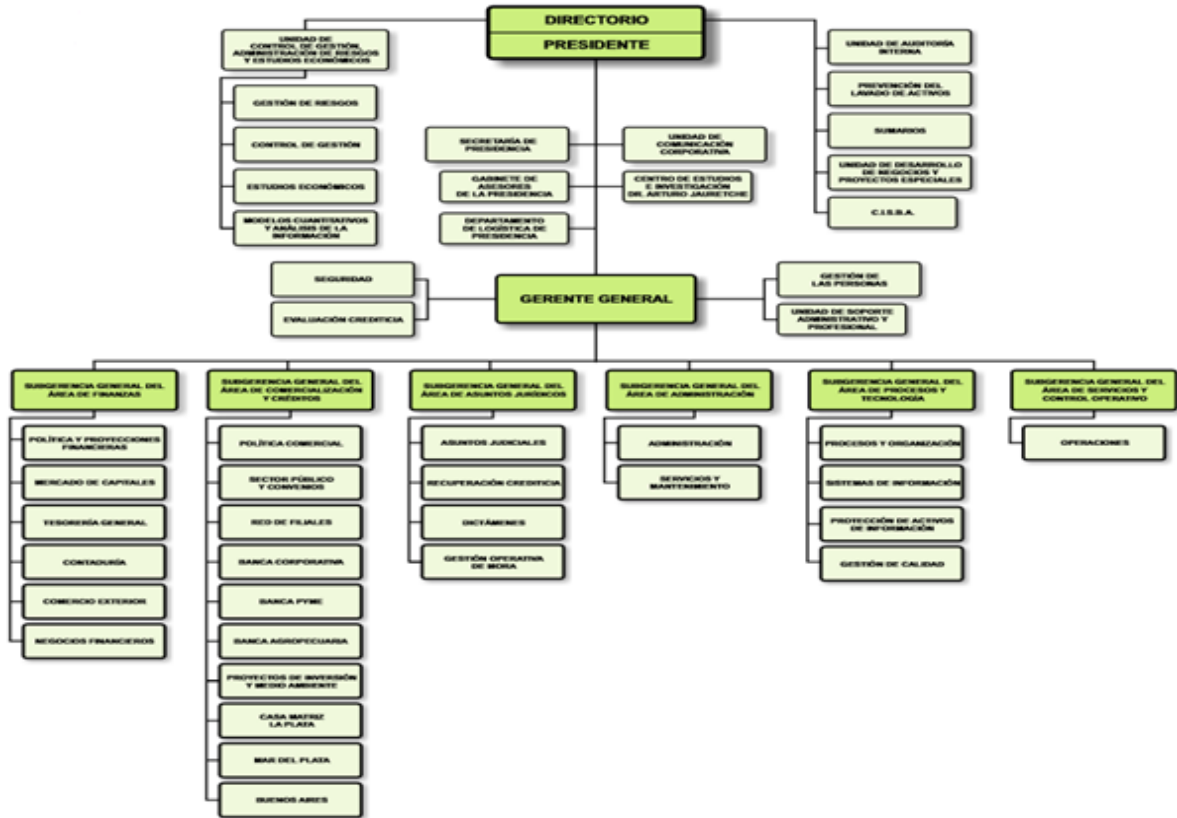 DIRECTORIO
PRESIDENTE
UNIDAD DE
CONTROL DE GESTIÓN,
ADMINISTRACIÓN DE RIESGOS
Y ESTUDIOS ECONÓMICOS
GESTIÓN DE RIESGOS
CONTROL DE GESTIÓN
ESTUDIOS ECONÓMICOS
MODELOS CUANTITATIVOS
Y ANÁLISIS DE LA
INFORMACIÓN
SECRETARÍA DE
PRESIDENCIA
UNIDAD DE
COMUNICACIÓN
CORPORATIVA
GABINETE DE
ASESORES
DE LA PRESIDENCIA
CENTRO DE ESTUDIOS
E INVESTIGACIÓN
DR. ARTURO JAURETCHE
DEPARTAMENTO
DE LOGÍSTICA DE
PRESIDENCIA
UNIDAD DE AUDITORÍA
INTERNA
PREVENCIÓN DEL
LAVADO DE ACTIVOS
SUMARIOS
UNIDAD DE DESARROLLO
DE NEGOCIOS Y
PROYECTOS ESPECIALES
C.I.S.B.A.
SEGURIDAD
EVALUACIÓN CREDITICIA
GERENTE GENERAL
GESTIÓN DE
LAS PERSONAS
UNIDAD DE SOPORTE
ADMINISTRATIVO Y
PROFESIONAL
SUBGERENCIA GENERAL DEL
ÁREA DE FINANZAS
POLÍTICA Y PROYECCIONES
FINANCIERAS
MERCADO DE CAPITALES
TESORERÍA GENERAL
CONTADURÍA
COMERCIO EXTERIOR
NEGOCIOS FINANCIEROS
SUBGERENCIA GENERAL DEL
ÁREA DE COMERCIALIZACIÓN
Y CRÉDITOS
POLÍTICA COMERCIAL
SECTOR PÚBLICO
Y CONVENIOS
RED DE FILIALES
BANCA CORPORATIVA
BANCA PYME
BANCA AGROPECUARIA
PROYECTOS DE INVERSIÓN
Y MEDIO AMBIENTE
CASA MATRIZ
LA PLATA
MAR DEL PLATA
BUENOS AIRES
SUBGERENCIA GENERAL DEL
ÁREA DE ASUNTOS JURÍDICOS
ASUNTOS JUDICIALES
RECUPERACIÓN CREDITICIA
DICTÁMENES
GESTIÓN OPERATIVA
DE MORA
SUBGERENCIA GENERAL DEL
ÁREA DE ADMINISTRACIÓN
ADMINISTRACIÓN
SERVICIOS Y
MANTENIMIENTO
SUBGERENCIA GENERAL DEL
ÁREA DE PROCESOS Y
TECNOLOGÍA
PROCESOS Y ORGANIZACIÓN
SISTEMAS DE INFORMACIÓN
PROTECCIÓN DE ACTIVOS
DE INFORMACIÓN
GESTIÓN DE CALIDAD
SUBGERENCIA GENERAL DEL
ÁREA DE SERVICIOS Y
CONTROL OPERATIVO
OPERACIONES